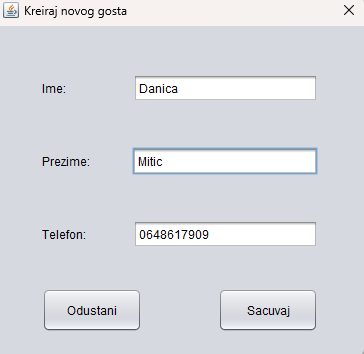 Kreiraj novog gosta
Ime: Danica
Prezime: Mitic
Telefon: 0648617909
Odustani Sacuvaj